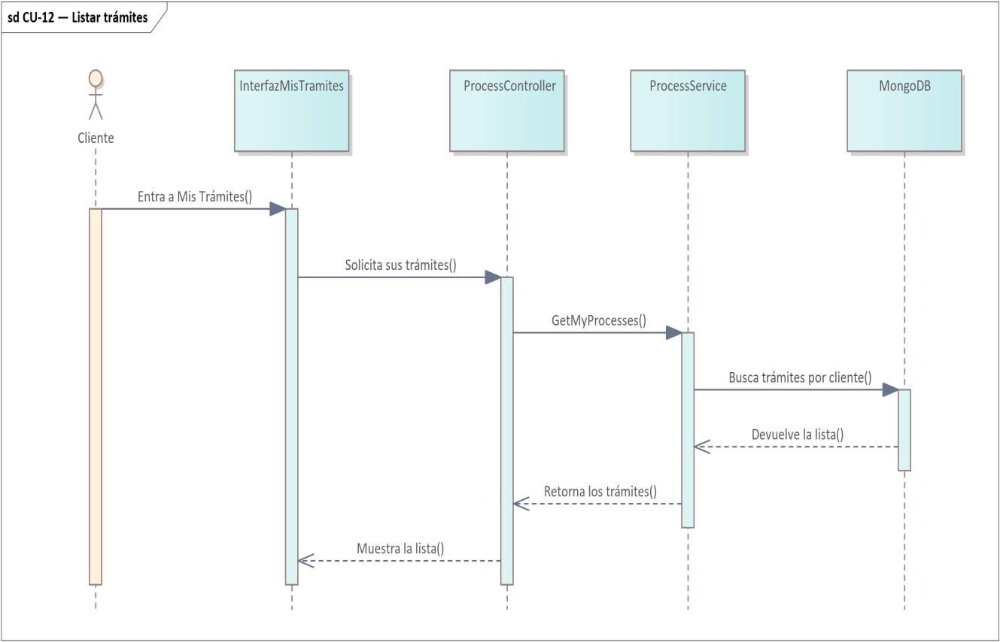 sd CU-12 — Listar trámites
Cliente
InterfazMisTramites
ProcessController
ProcessService
MongoDB
Entra a Mis Trámites()
Solicita sus trámites()
GetMyProcesses()
Busca trámites por cliente()
Devuelve la lista()
Retorna los trámites()
Muestra la lista()